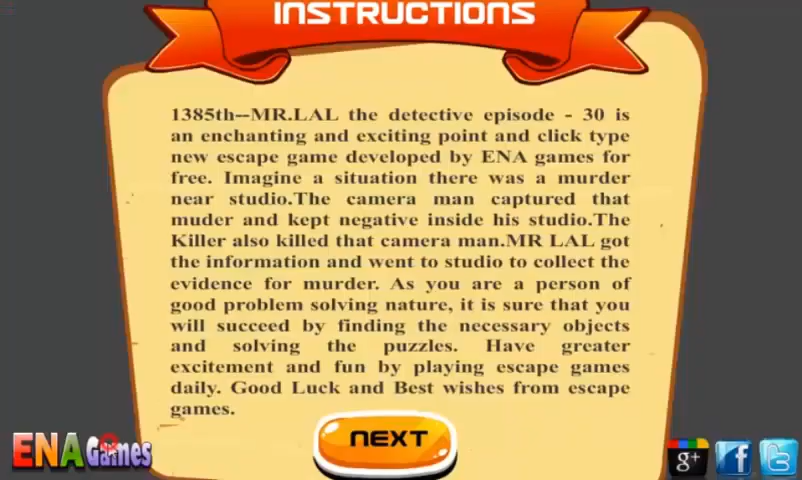 INSTRUCTIONS
1385th--MR.LAL the detective episode - 30 is
an enchanting and exciting point and click type
new escape game developed by ENA games for
free. Imagine a situation there was a murder
near studio.The camera man captured that
muder and kept negative inside his studio.The
Killer also killed that camera man.MR LAL got
the information and went to studio to collect the
evidence for murder. As you are a person of
good problem solving nature, it is sure that you
will succeed by finding the necessary objects
and solving the puzzles. Have greater
excitement and fun by playing escape games
daily. Good Luck and Best wishes from escape
games.
NEXT
ENA Games
g+ f t